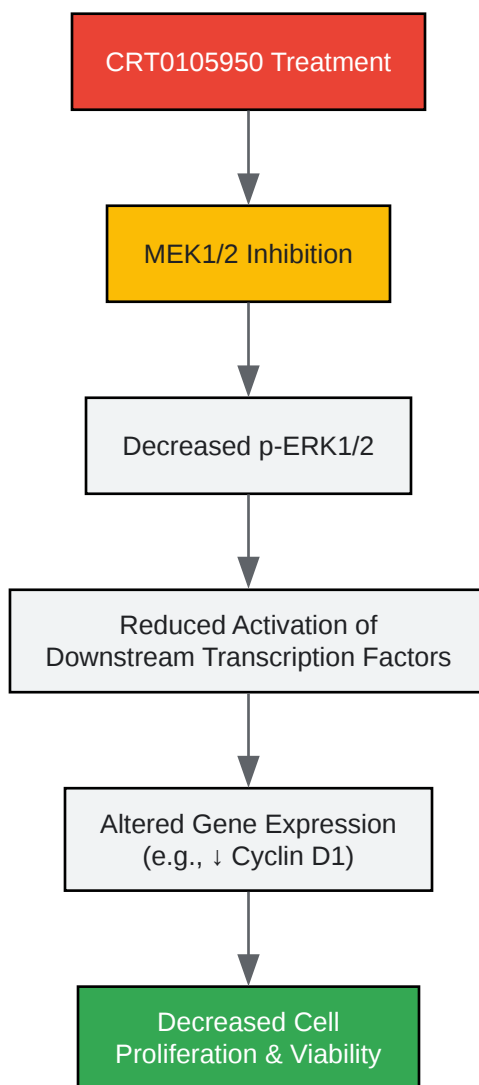 CRT0105950 Treatment
MEK1/2 Inhibition
Decreased p-ERK1/2
Reduced Activation of
Downstream Transcription Factors
Altered Gene Expression
(e.g., ↓ Cyclin D1)
Decreased Cell
Proliferation & Viability